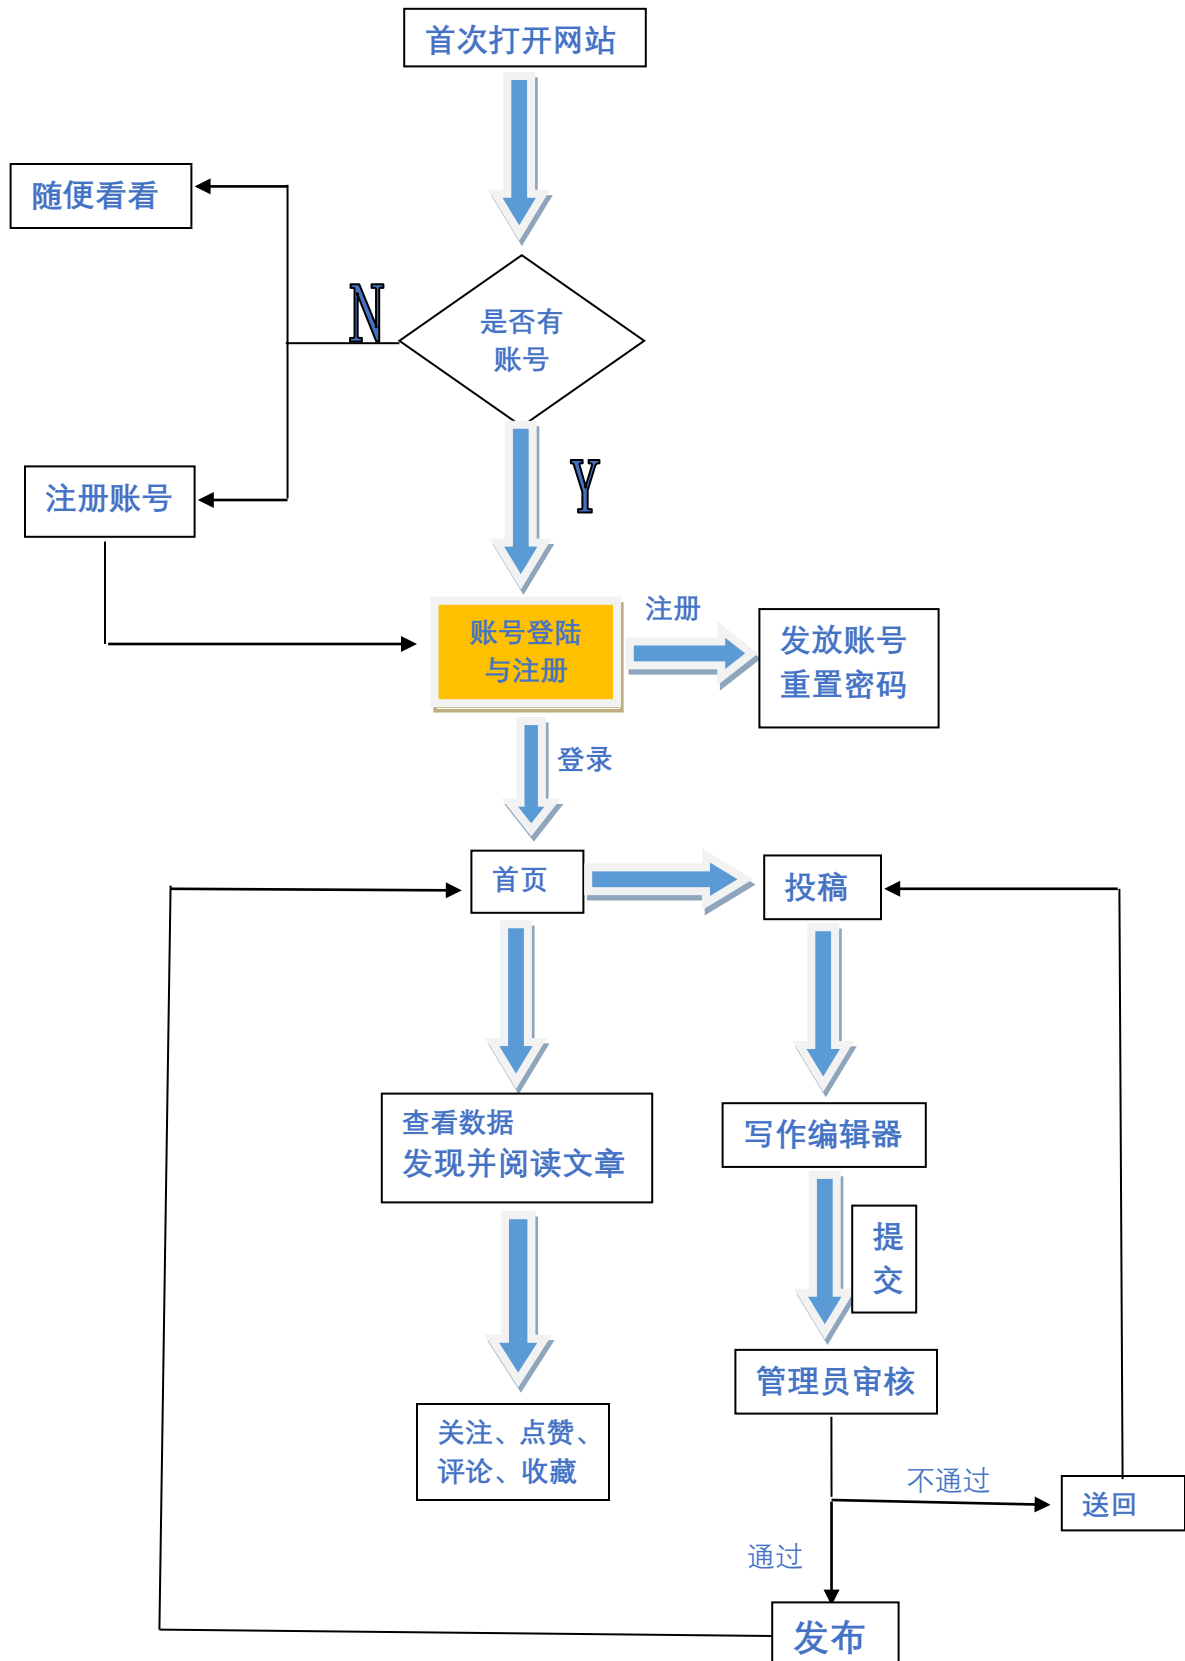 首次打开网站
随便看看
N
是否有
账号
注册账号
Y
账号登陆
与注册
注册
发放账号
重置密码
登录
首页
投稿
查看数据
发现并阅读文章
写作编辑器
提
交
管理员审核
关注、点赞、
评论、收藏
不通过
送回
通过
发布